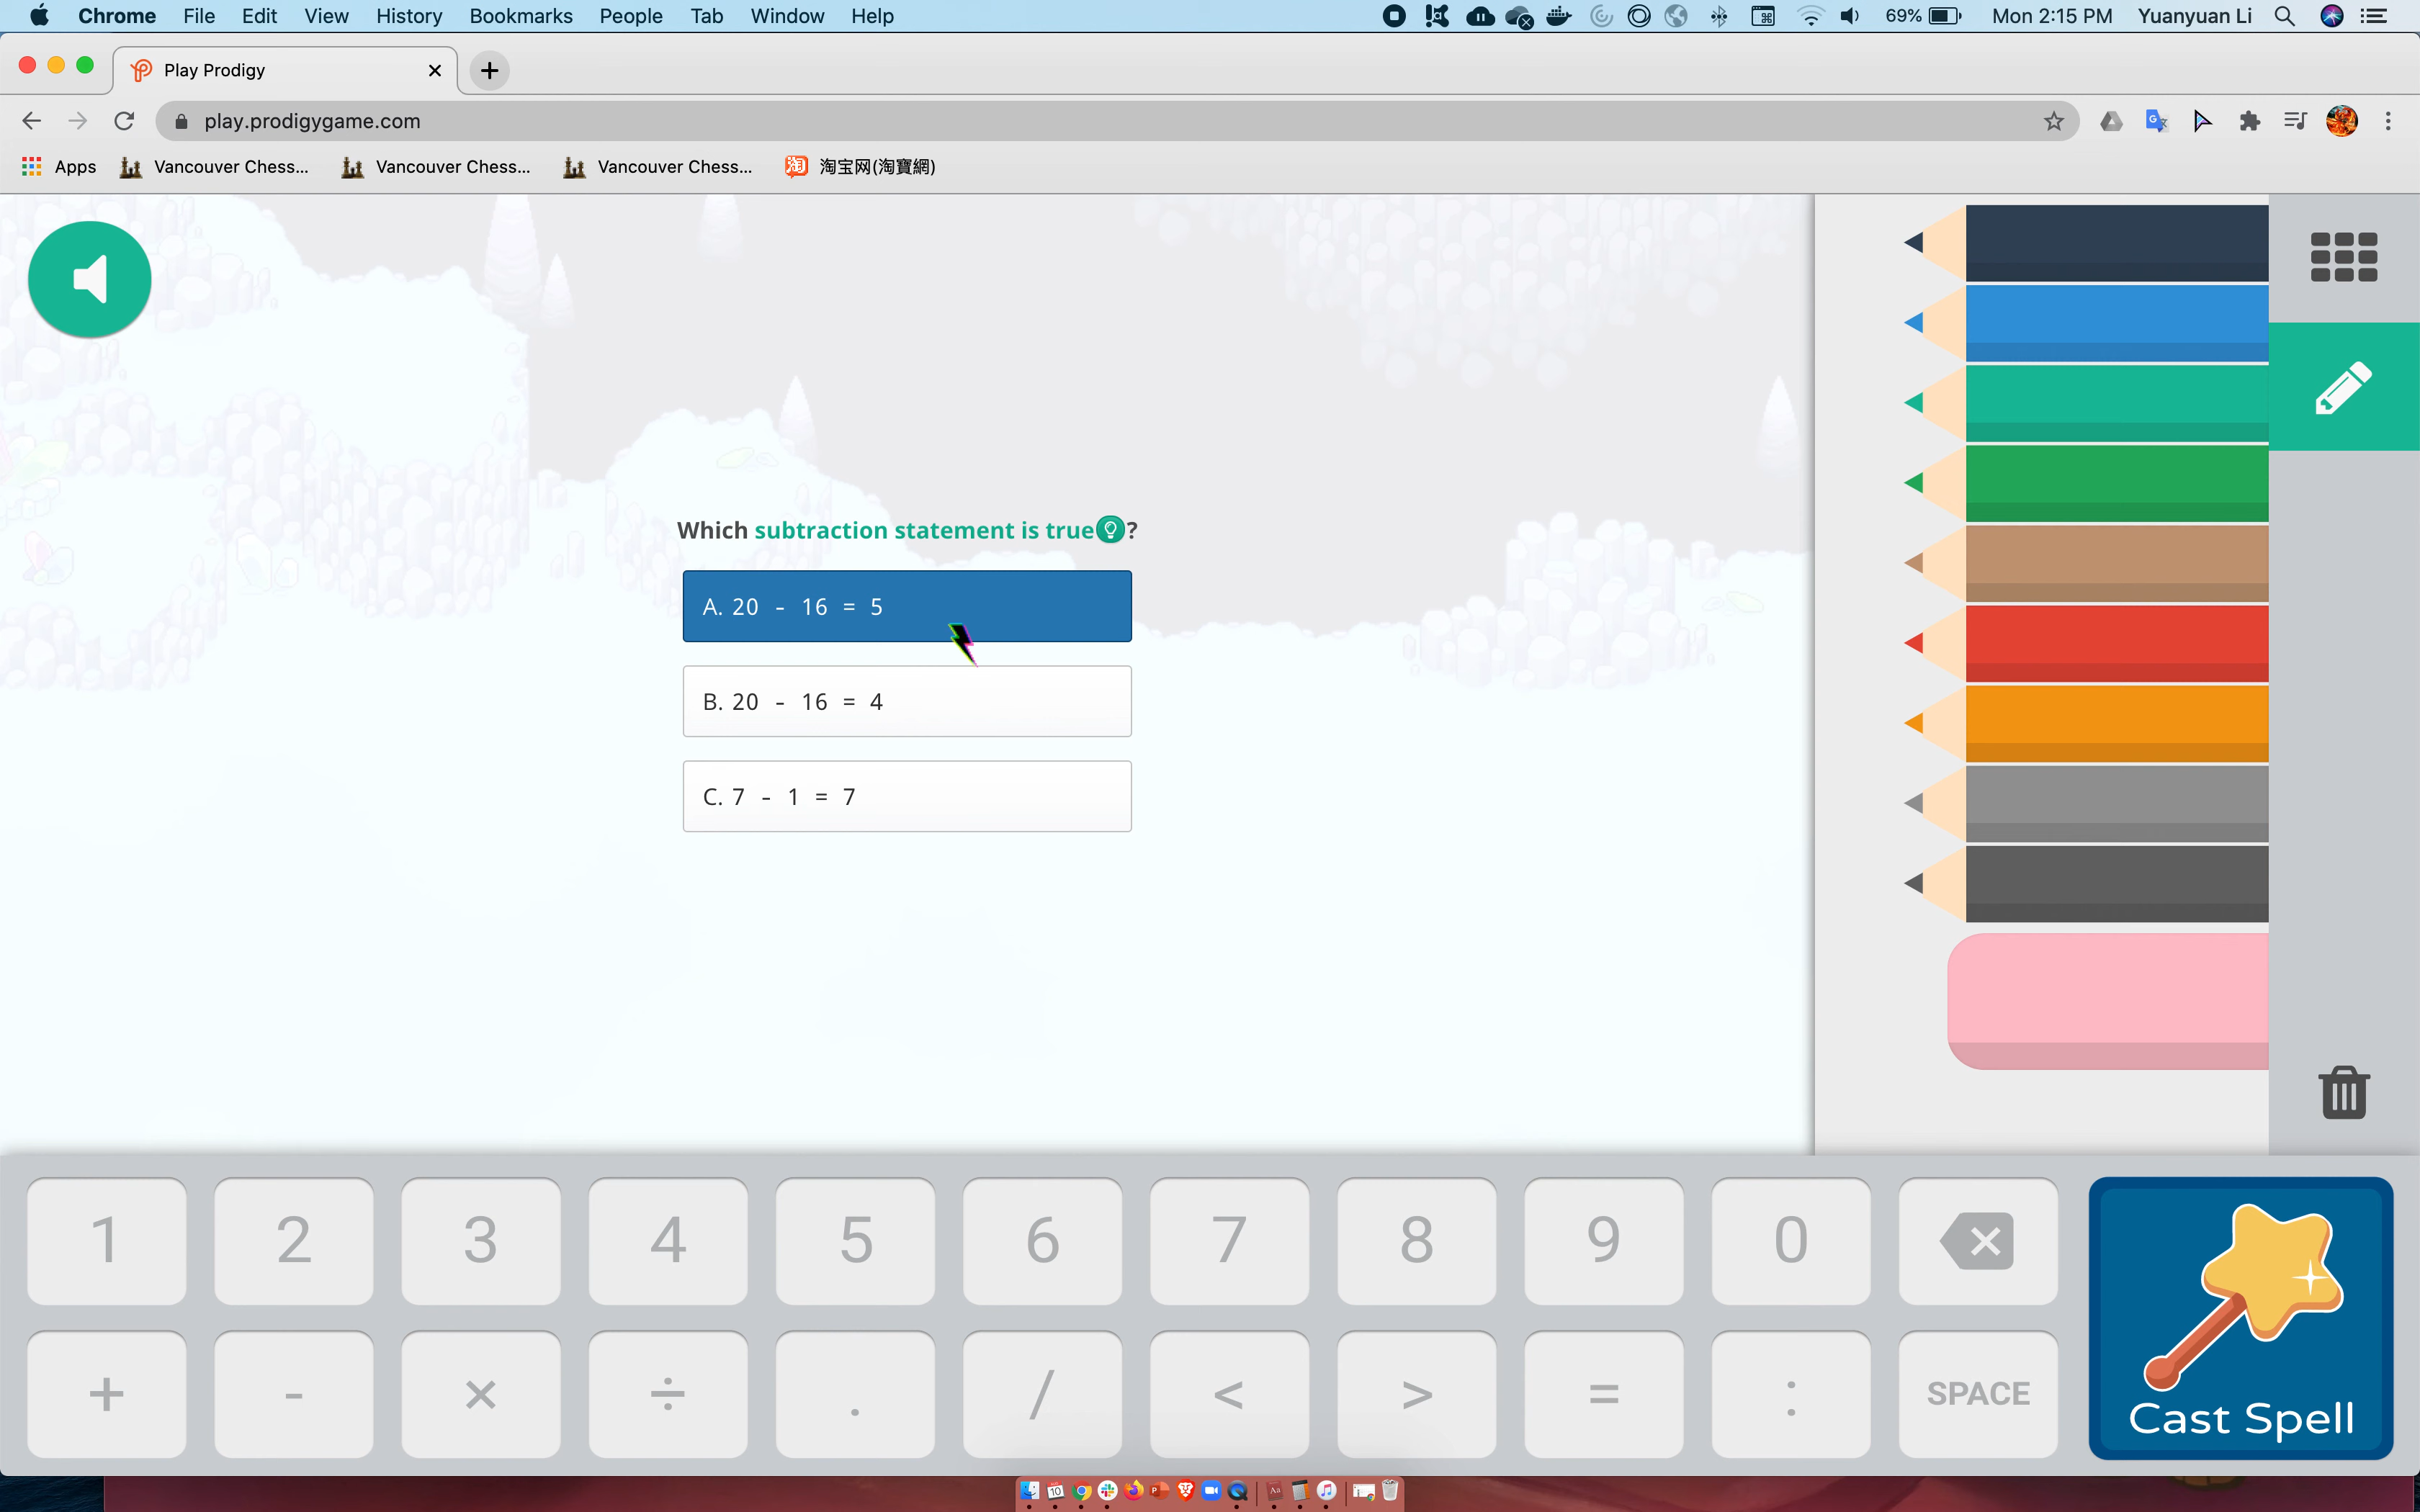 Chrome File Edit View History Bookmarks People Tab Window Help 69% Mon 2:15 PM Yuanyuan Li
Play Prodigy
play.prodigygame.com
Apps Vancouver Chess... Vancouver Chess... Vancouver Chess... 淘宝网(淘寶網)
Which subtraction statement is true?
A. 20 - 16 = 5
B. 20 - 16 = 4
C. 7 - 1 = 7
1 2 3 4 5 6 7 8 9 0
+ - × ÷ . / < > = : SPACE
Cast Spell